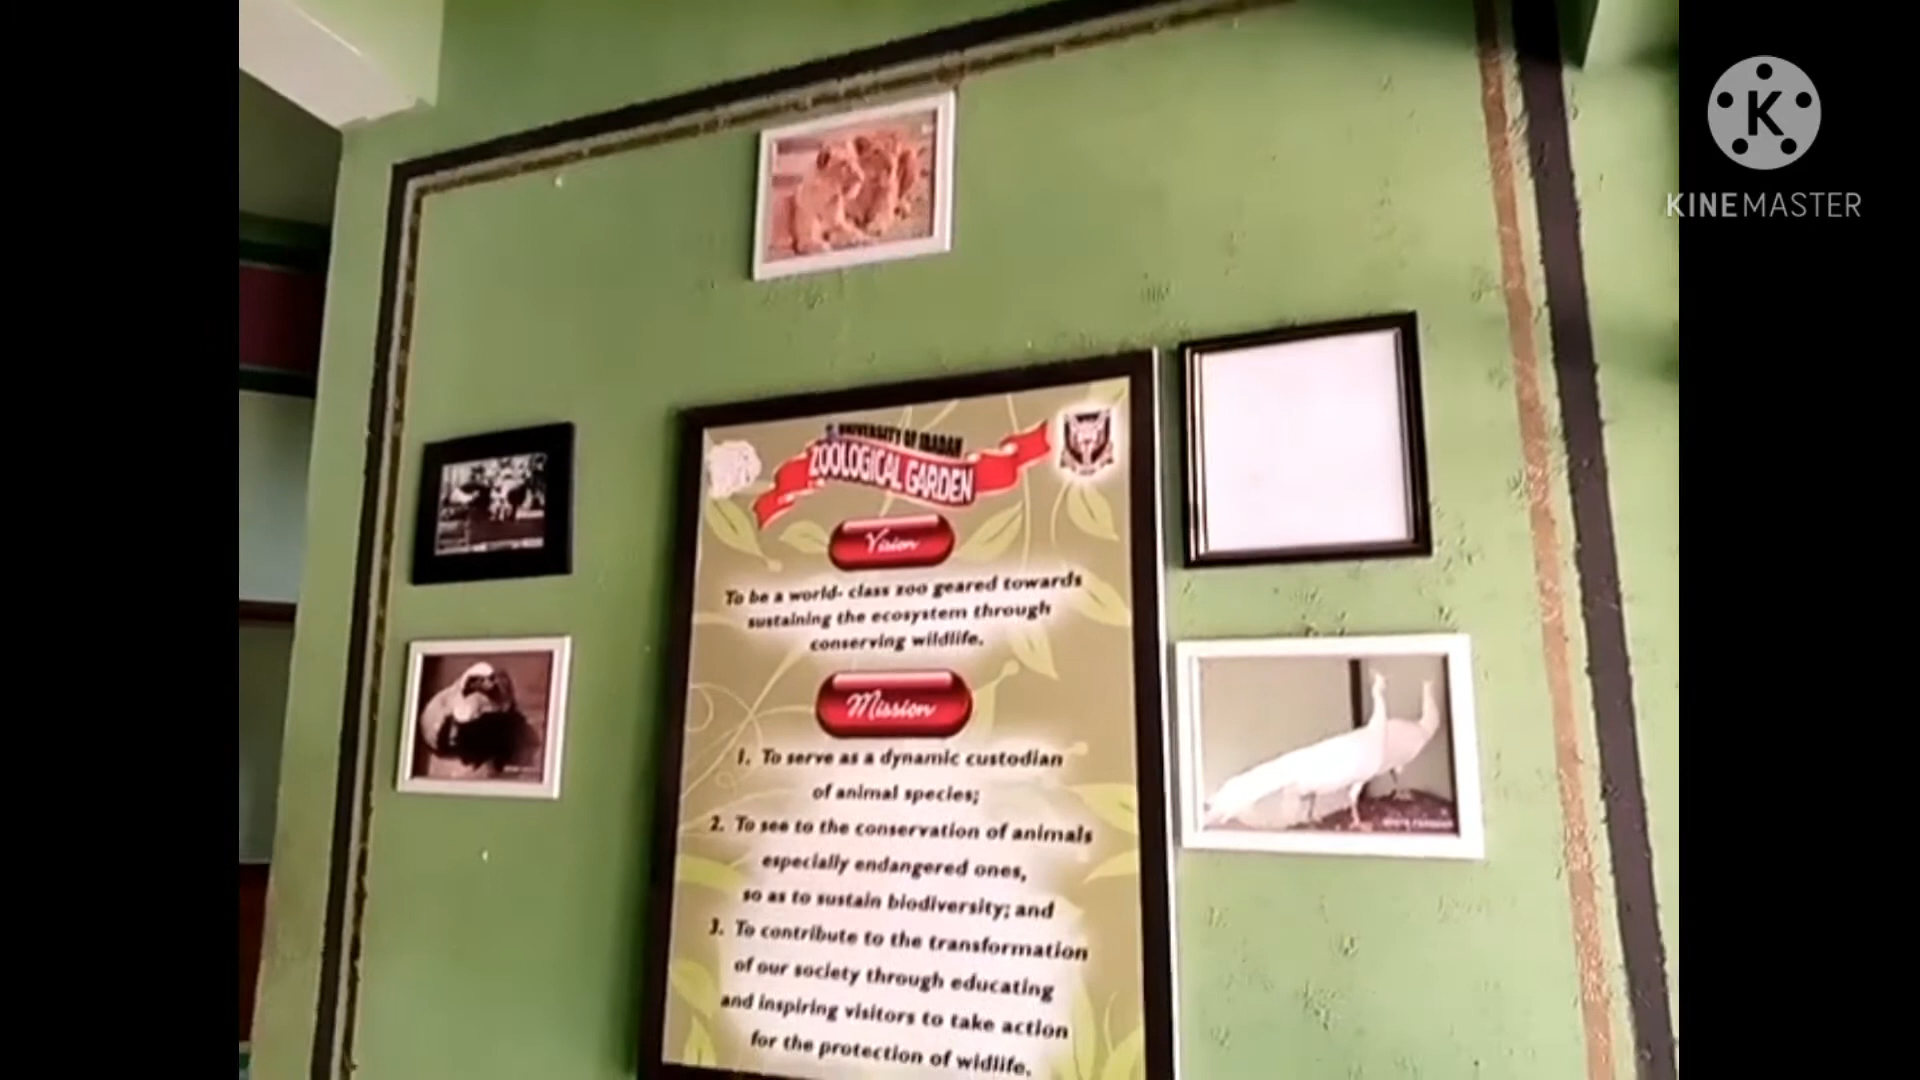 KINEMASTER
UNIVERSITY OF IBADAN
ZOOLOGICAL GARDEN
Vision
To be a world- class zoo geared towards
sustaining the ecosystem through
conserving wildlife.
Mission
1. To serve as a dynamic custodian
of animal species;
2. To see to the conservation of animals
especially endangered ones,
so as to sustain biodiversity; and
3. To contribute to the transformation
of our society through educating
and inspiring visitors to take action
for the protection of widlife.